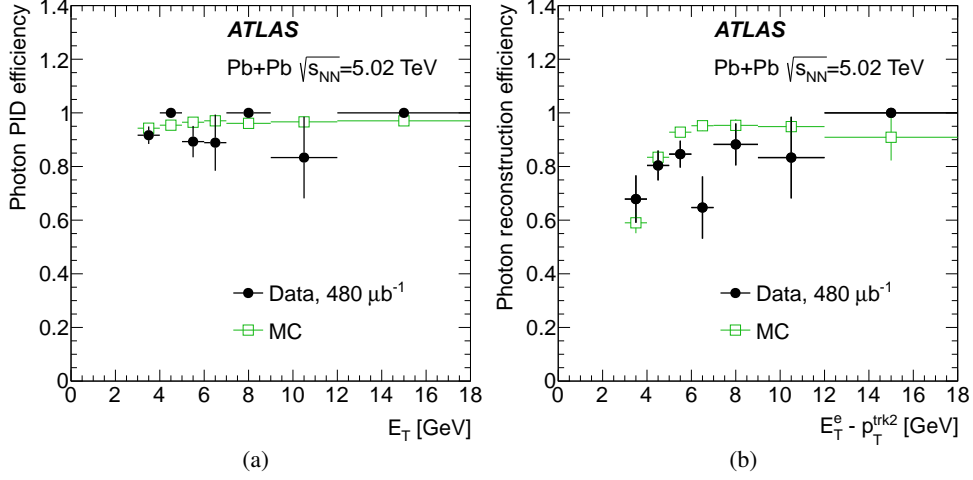 Photon PID efficiency
1.4
1.2
1
0.8
0.6
0.4
0.2
0
ATLAS
Pb+Pb √sNN=5.02 TeV
Data, 480 μb-1
MC
0 2 4 6 8 10 12 14 16 18
ET [GeV]
(a)
Photon reconstruction efficiency
1.4
1.2
1
0.8
0.6
0.4
0.2
0
ATLAS
Pb+Pb √sNN=5.02 TeV
Data, 480 μb-1
MC
0 2 4 6 8 10 12 14 16 18
ETe - pTtrk2 [GeV]
(b)